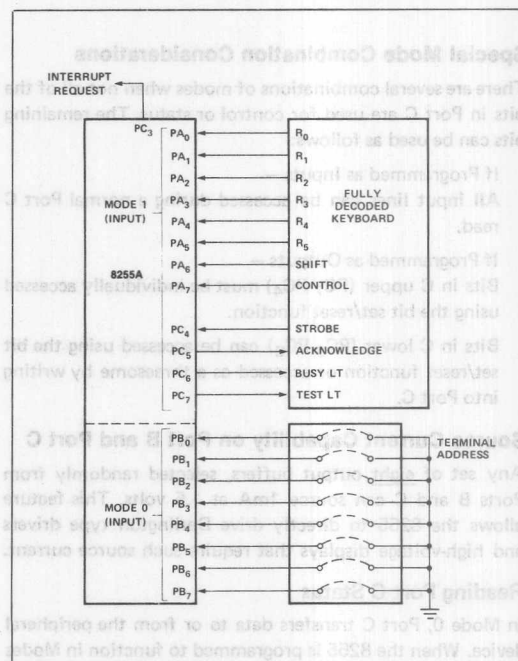 Special Mode Combination Considerations
There are several combinations of modes when not all of the
bits in Port C are used for control or status. The remaining
bits can be used as follows:
If Programmed as Inputs —
All input lines can be accessed during a normal Port C
read.
If Programmed as Outputs —
Bits in C upper must be individually accessed
using the bit set/reset function.
Bits in C lower can be accessed using the bit
set/reset function or accessed as a threesome by writing
into Port C.
Source Current Capability on Port B and Port C
Any set of eight output buffers, selected randomly from
Ports B and C can source 1mA at 1.5 volts. This feature
allows the 8255 to directly drive Darlington type drivers
and high-voltage displays that require such source current.
Reading Port C Status
In Mode 0, Port C transfers data to or from the peripheral
device. When the 8255 is programmed to function in Modes
INTERRUPT
REQUEST
PC3
PA0
PA1
PA2
PA3
PA4
PA5
PA6
PA7
MODE 1
(INPUT)
8255A
PC4
PC5
PC6
PC7
R0
R1
R2
R3
R4
R5
SHIFT
CONTROL
FULLY
DECODED
KEYBOARD
STROBE
ACKNOWLEDGE
BUSY LT
TEST LT
PB0
PB1
PB2
PB3
PB4
PB5
PB6
PB7
MODE 0
(INPUT)
TERMINAL
ADDRESS